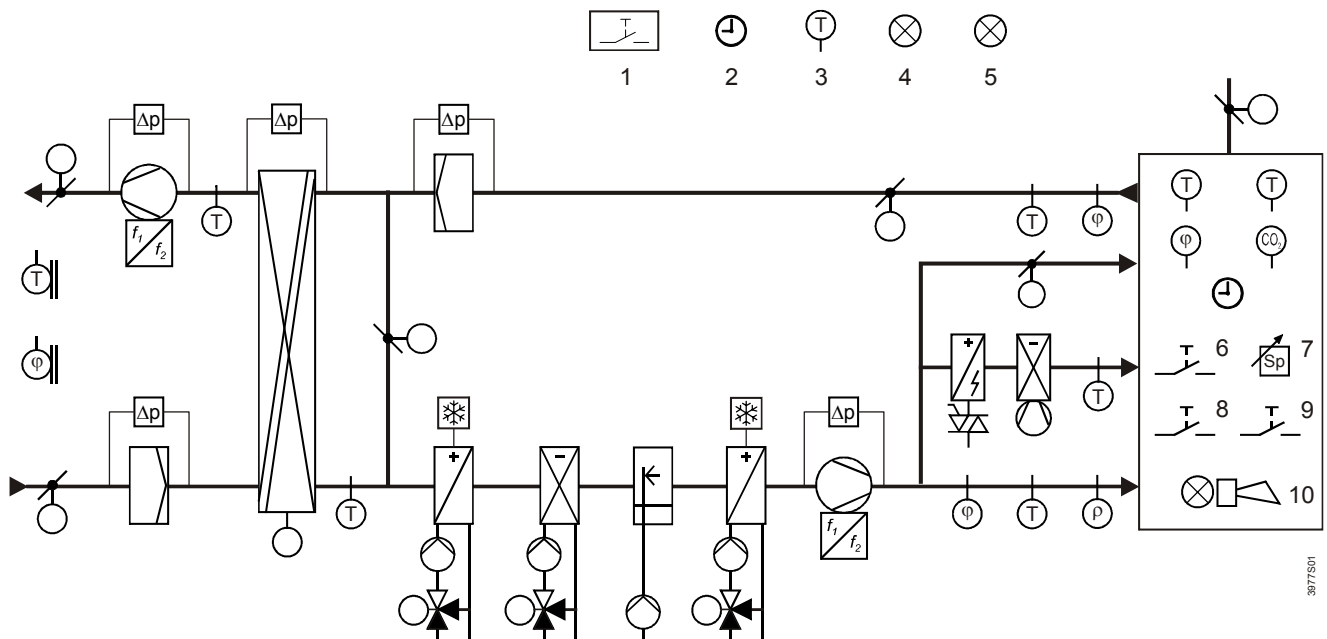 T
1 2 3 4 5
Δp Δp Δp
T T φ T T
f1 f2
φ CO2
T
φ
6 Sp 7
+ - T
8 9
Δp Δp
+ - +
T φ T ρ
10
f1 f2
3977S01